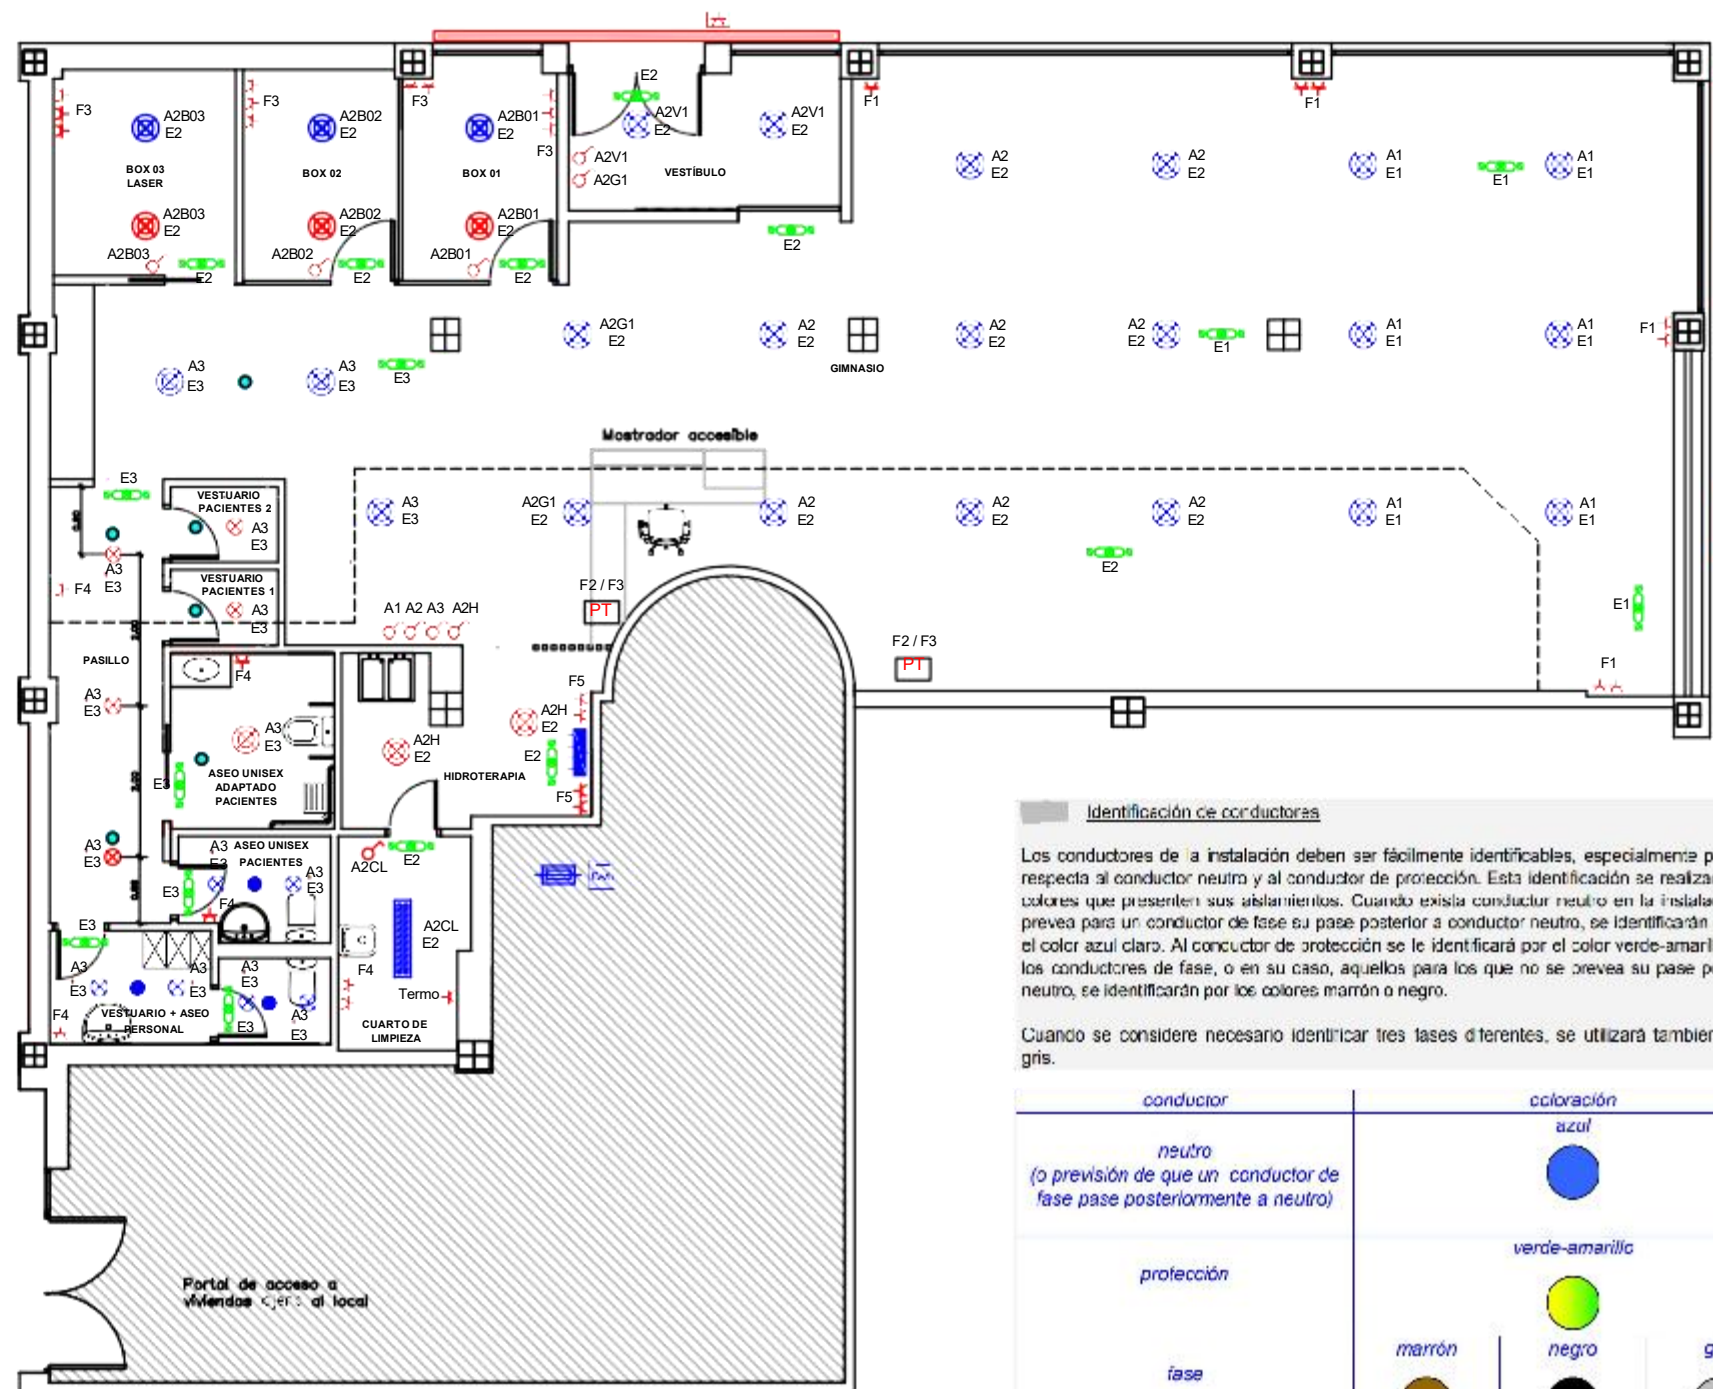 E2
F3
F3
F3
F1
F1
A2B03
E2
A2B02
E2
A2B01
E2
A2V1
E2
A2V1
E2
F3
A2V1
A2G1
BOX 03
LASER
BOX 02
BOX 01
VESTÍBULO
A2
E2
A2
E2
A1
E1
E1
A1
E1
A2B03
E2
A2B02
E2
A2B01
E2
A2B03
E2
A2B02
E2
A2B01
E2
E2
A2G1
E2
A2
E2
A2
E2
A2
E2
E1
A1
E1
A1
E1
F1
GIMNASIO
A3
E3
A3
E3
E3
Mostrador accesible
E3
VESTUARIO
PACIENTES 2
A3
E3
A3
E3
A2G1
E2
A2
E2
A2
E2
A2
E2
A1
E1
A1
E1
E2
0.80
A3
E3
F4
VESTUARIO
PACIENTES 1
A3
E3
A1 A2 A3 A2H
F2 / F3
PT
E1
2.00
PASILLO
F2 / F3
PT
F1
F4
F5
A3
E3
A3
E3
A2H
E2
A2H
E2
E2
2.00
E3
ASEO UNISEX
ADAPTADO
PACIENTES
HIDROTERAPIA
F5
A3
E3
A3
E3
ASEO UNISEX
PACIENTES
A2CL
E2
A3
E3
E3
F4
E3
A2CL
E2
F4
A3
E3
A3
E3
A3
E3
Termo
F4
VESTUARIO + ASEO
PERSONAL
E3
A3
E3
CUARTO DE
LIMPIEZA
Portal de acceso a
viviendas ajeno al local
Identificación de conductores
Los conductores de la instalación deben ser fácilmente identificables, especialmente p
respecta al conductor neutro y al conductor de protección. Esta identificación se realiza
colores que presenten sus aislamientos. Cuando exista conductor neutro en la instala
prevea para un conductor de fase su pase posterior a conductor neutro, se identificarán
el color azul claro. Al conductor de protección se le identificará por el color verde-amaril
los conductores de fase, o en su caso, aquellos para los que no se prevea su pase p
neutro, se identificarán por los colores marrón o negro.
Cuando se considere necesario identificar tres fases diferentes, se utilizará también
gris.
conductor
coloración
neutro
(o previsión de que un conductor de
fase pase posteriormente a neutro)
azul
protección
verde-amarillo
fase
marrón
negro
g